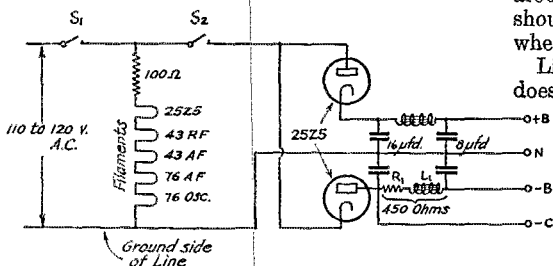 S1
S2
100Ω
110 to 120 v.
A.C.
Filaments
25Z5
43 RF
43 AF
76 AF
76 OSC.
Ground side
of Line
25Z5
16 µfd.
8 µfd
R1
L1
450 Ohms
+B
N
-B
-C
shou
whe
Li
does